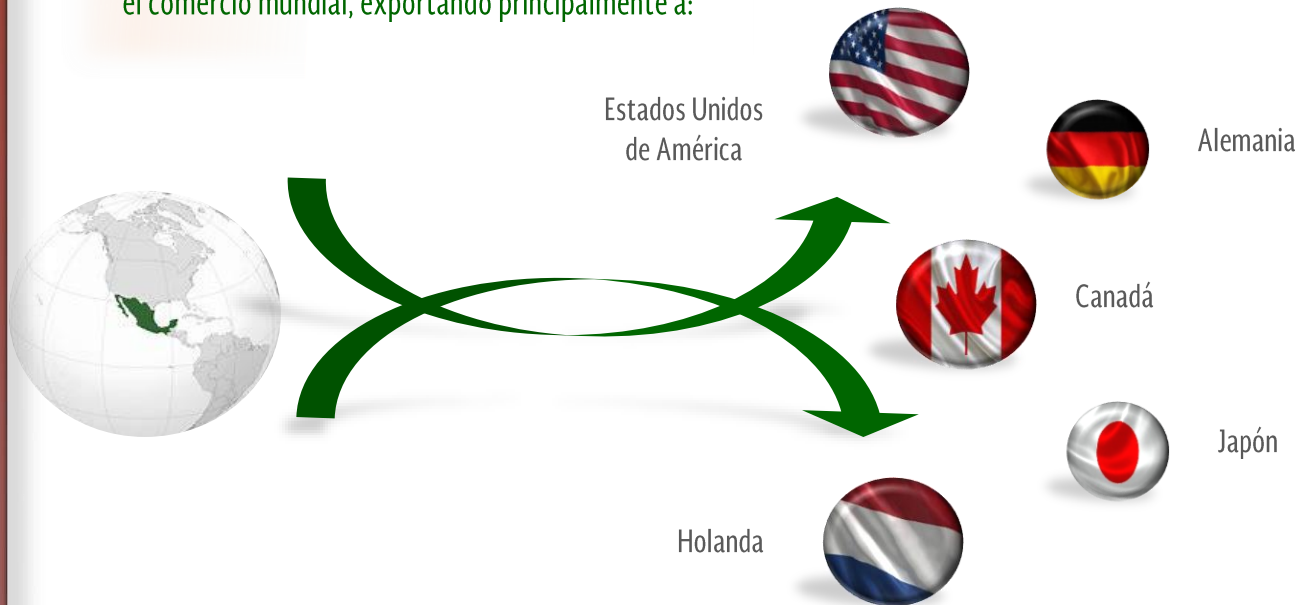 el comercio mundial, exportando principalmente a:
Estados Unidos
de América
Alemania
Canadá
Japón
Holanda